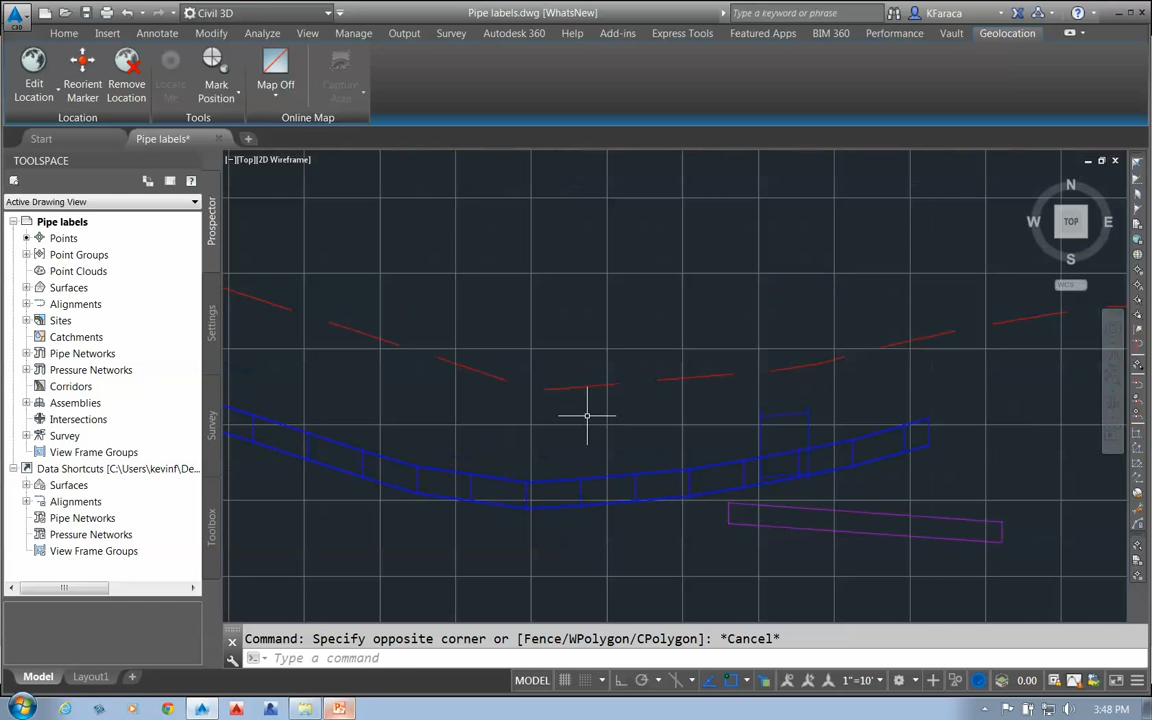 Civil 3D
Pipe labels.dwg [WhatsNew]
Type a keyword or phrase
KFaraca
C3D
Home
Insert
Annotate
Modify
Analyze
View
Manage
Output
Survey
Autodesk 360
Help
Add-ins
Express Tools
Featured Apps
BIM 360
Performance
Vault
Geolocation
Edit
Location
Reorient
Marker
Remove
Location
Locate
Me
Mark
Position
Map Off
Capture
Area
Location
Tools
Online Map
Start
Pipe labels*
TOOLSPACE
Active Drawing View
Pipe labels
Points
Point Groups
Point Clouds
Surfaces
Alignments
Sites
Catchments
Pipe Networks
Pressure Networks
Corridors
Assemblies
Intersections
Survey
View Frame Groups
Data Shortcuts [C:\Users\kevinf\De...
Surfaces
Alignments
Pipe Networks
Pressure Networks
View Frame Groups
Prospector
Settings
Survey
Toolbox
[−][Top][2D Wireframe]
N
W
TOP
E
S
WCS
Command: Specify opposite corner or [Fence/WPolygon/CPolygon]: *Cancel*
Type a command
Model
Layout1
MODEL
1"=10'
0.00
3:48 PM